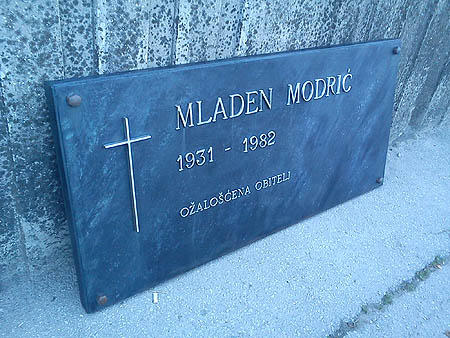 MLADEN MODRIĆ
1931 - 1982
OŽALOŠĆENA OBITELJ